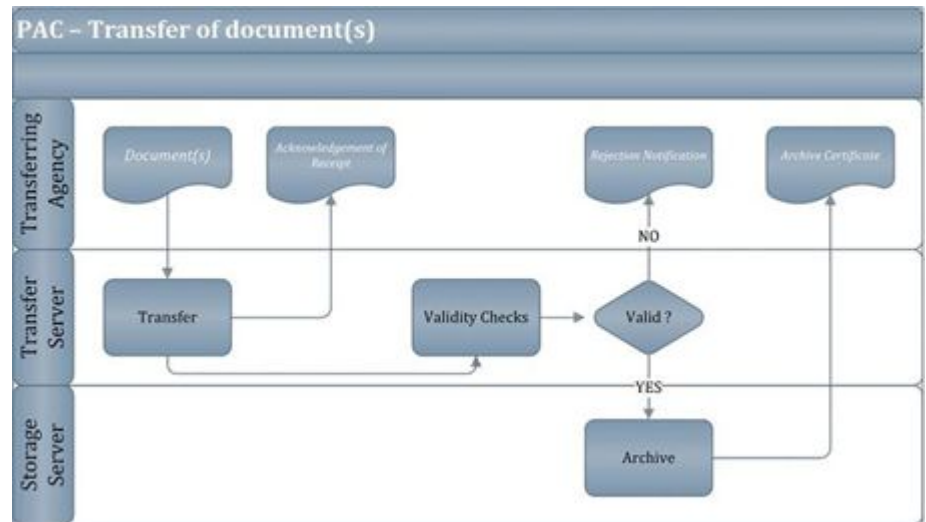 PAC – Transfer of document(s)
Transferring
Agency
Document(s)
Acknowledgement of
Receipt
Rejection Notification
Archive Certificate
NO
Transfer
Server
Transfer
Validity Checks
Valid ?
YES
Storage
Server
Archive